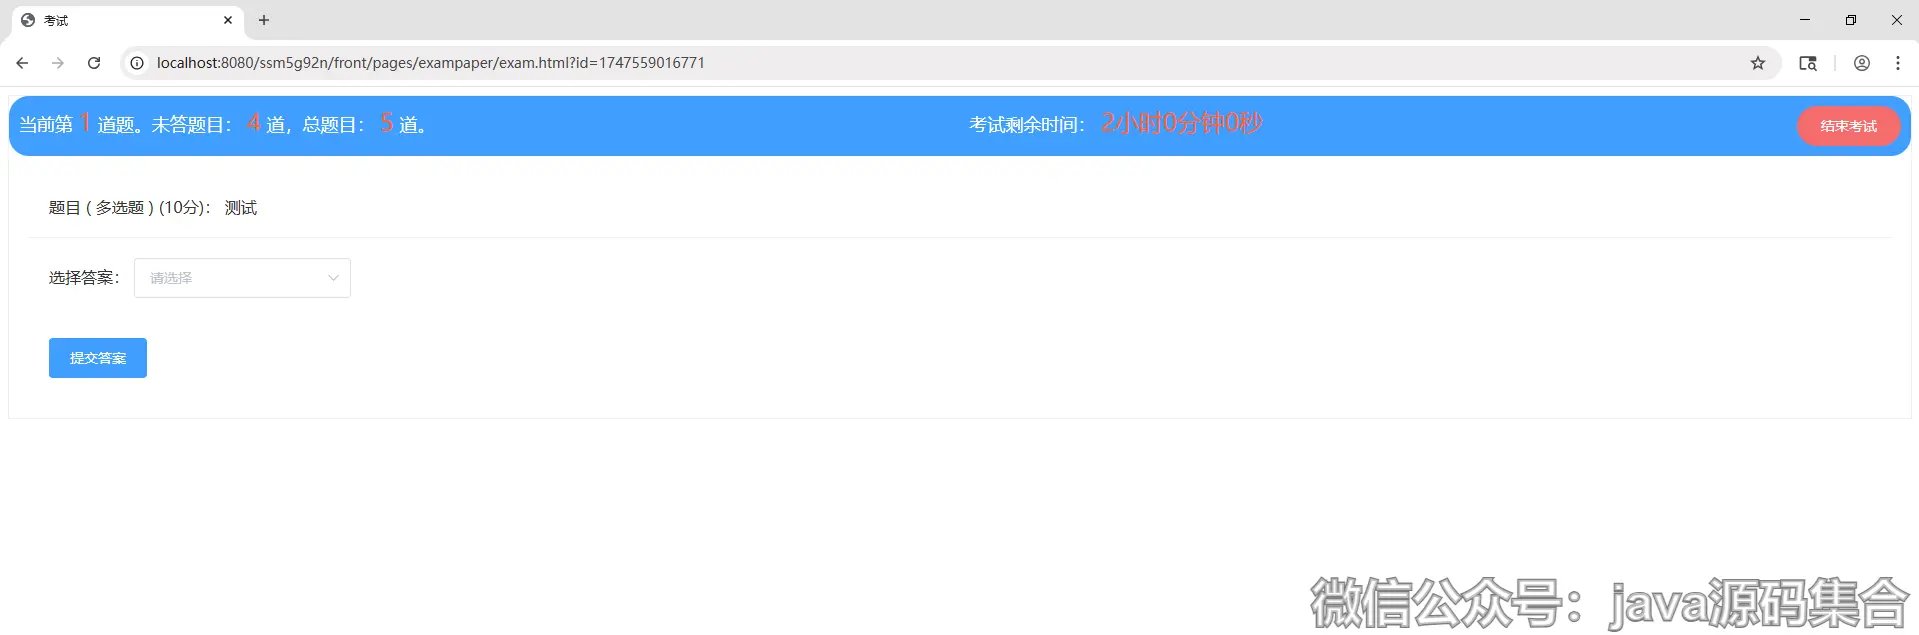 考试
localhost:8080/ssm5g92n/front/pages/exampaper/exam.html?id=1747559016771
当前第 1 道题。未答题目： 4 道，总题目： 5 道。 考试剩余时间： 2小时0分钟0秒 结束考试
题目 ( 多选题 ) (10分)： 测试
选择答案： 请选择
提交答案
微信公众号：java源码集合